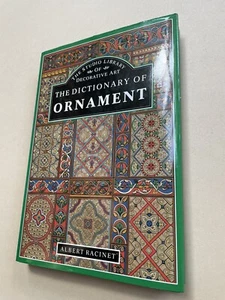 THE STUDIO LIBRARY
OF
DECORATIVE ART
THE DICTIONARY OF
ORNAMENT
ALBERT RACINET